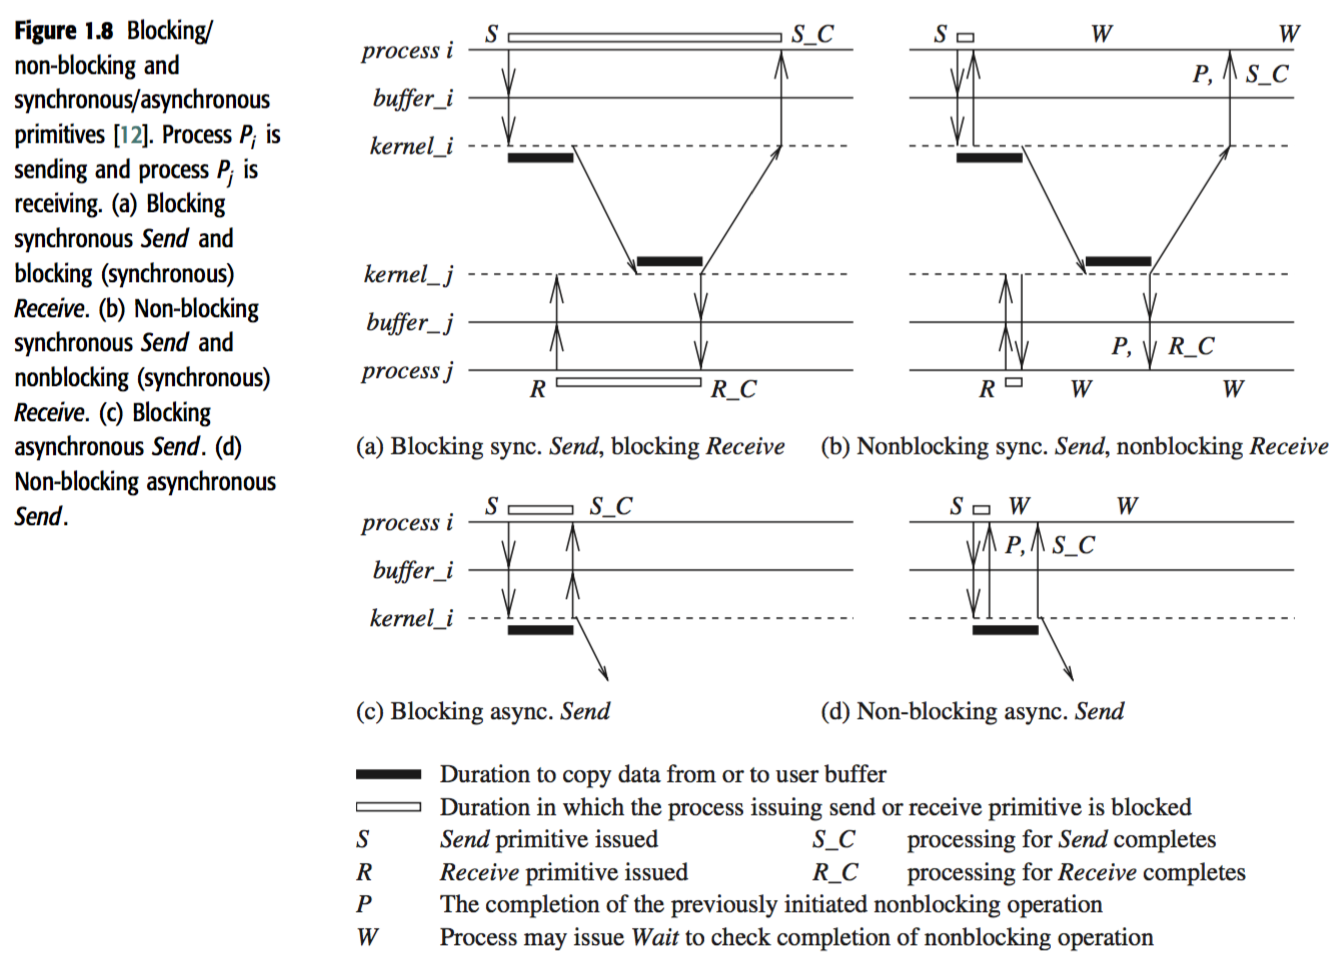 Figure 1.8 Blocking/
non-blocking and
synchronous/asynchronous
primitives [12]. Process Pi is
sending and process Pj is
receiving. (a) Blocking
synchronous Send and
blocking (synchronous)
Receive. (b) Non-blocking
synchronous Send and
nonblocking (synchronous)
Receive. (c) Blocking
asynchronous Send. (d)
Non-blocking asynchronous
Send.
S S_C
process i
buffer_i
kernel_i
kernel_j
buffer_j
process j
R R_C
S W W
P, S_C
P, R_C
R W W
(a) Blocking sync. Send, blocking Receive
(b) Nonblocking sync. Send, nonblocking Receive
S S_C
process i
buffer_i
kernel_i
S W W
P, S_C
(c) Blocking async. Send
(d) Non-blocking async. Send
Duration to copy data from or to user buffer
Duration in which the process issuing send or receive primitive is blocked
S Send primitive issued S_C processing for Send completes
R Receive primitive issued R_C processing for Receive completes
P The completion of the previously initiated nonblocking operation
W Process may issue Wait to check completion of nonblocking operation